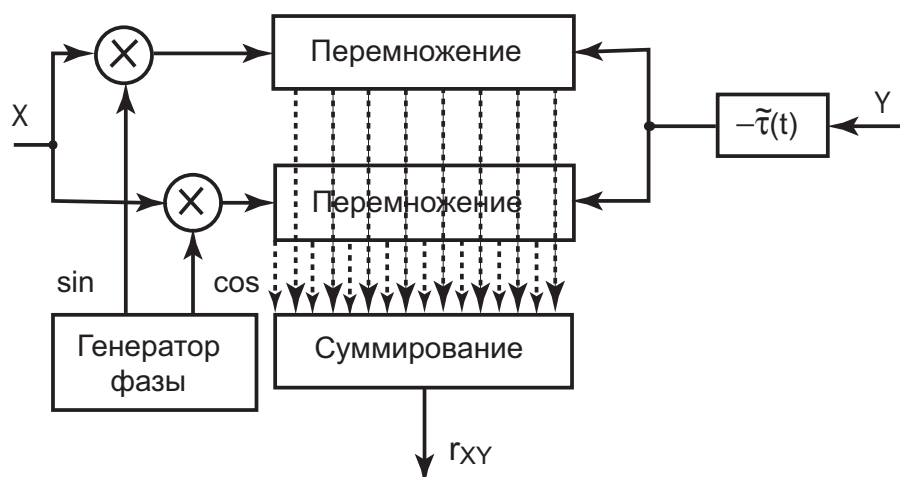 Перемножение
X
Y
−τ̃(t)
Перемножение
sin
cos
Генератор
фазы
Суммирование
rXY